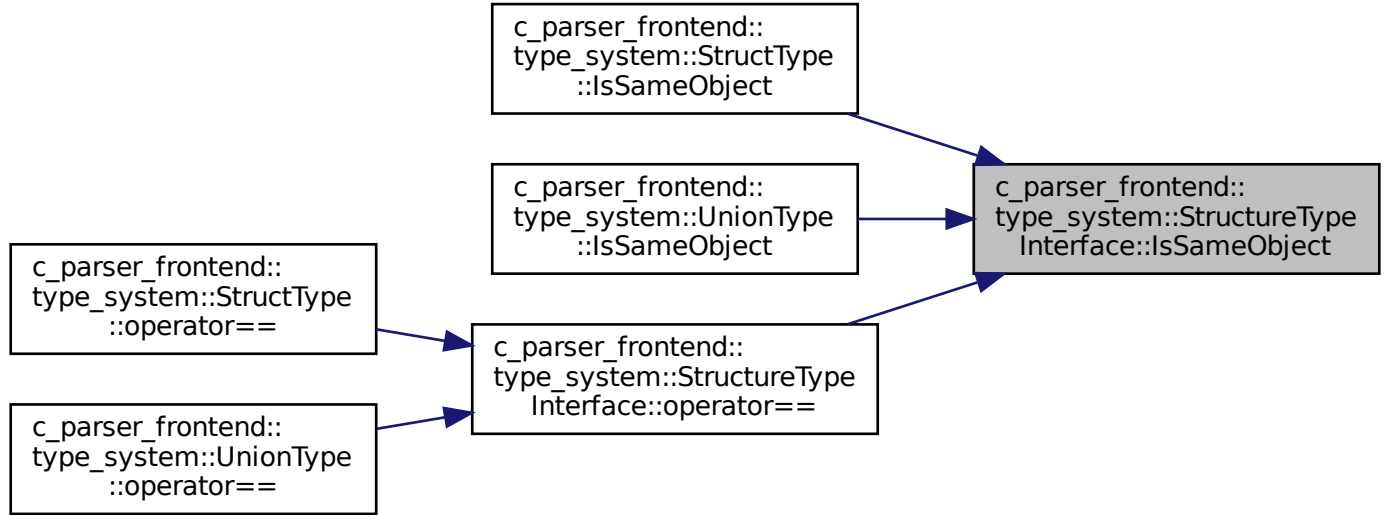 c_parser_frontend::
type_system::StructType
::IsSameObject
c_parser_frontend::
type_system::UnionType
::IsSameObject
c_parser_frontend::
type_system::StructureType
Interface::IsSameObject
c_parser_frontend::
type_system::StructType
::operator==
c_parser_frontend::
type_system::StructureType
Interface::operator==
c_parser_frontend::
type_system::UnionType
::operator==